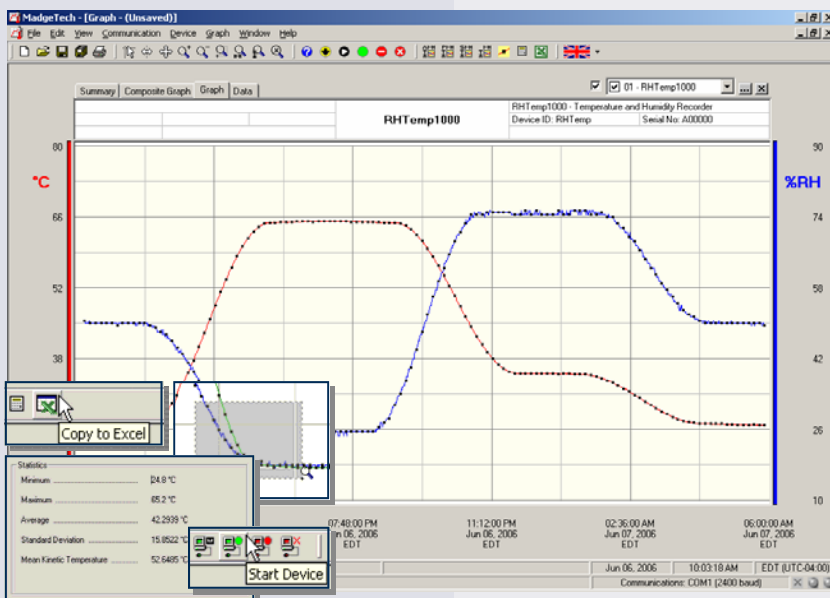 MadgeTech - [Graph - (Unsaved)]
File Edit View Communication Device Graph Window Help
Summary Composite Graph Graph Data
01 - RHTemp1000
RHTemp1000
RHTemp1000 - Temperature and Humidity Recorder
Device ID: RHTemp Serial No: A00000
80 90
°C %RH
66 74
52 58
38 42
26
10
Copy to Excel
Statistics
Minimum 24.8 °C
Maximum 65.2 °C
Average 42.2939 °C
Standard Deviation 15.8522 °C
Mean Kinetic Temperature 52.6485 °C
Start Device
07:48:00 PM 11:12:00 PM 02:36:00 AM 06:00:00 AM
n 06, 2006 Jun 06, 2006 Jun 07, 2006 Jun 07, 2006
EDT EDT EDT EDT
Jun 06, 2006 10:03:18 AM EDT (UTC-04:00)
Communications: COM1 (2400 baud)